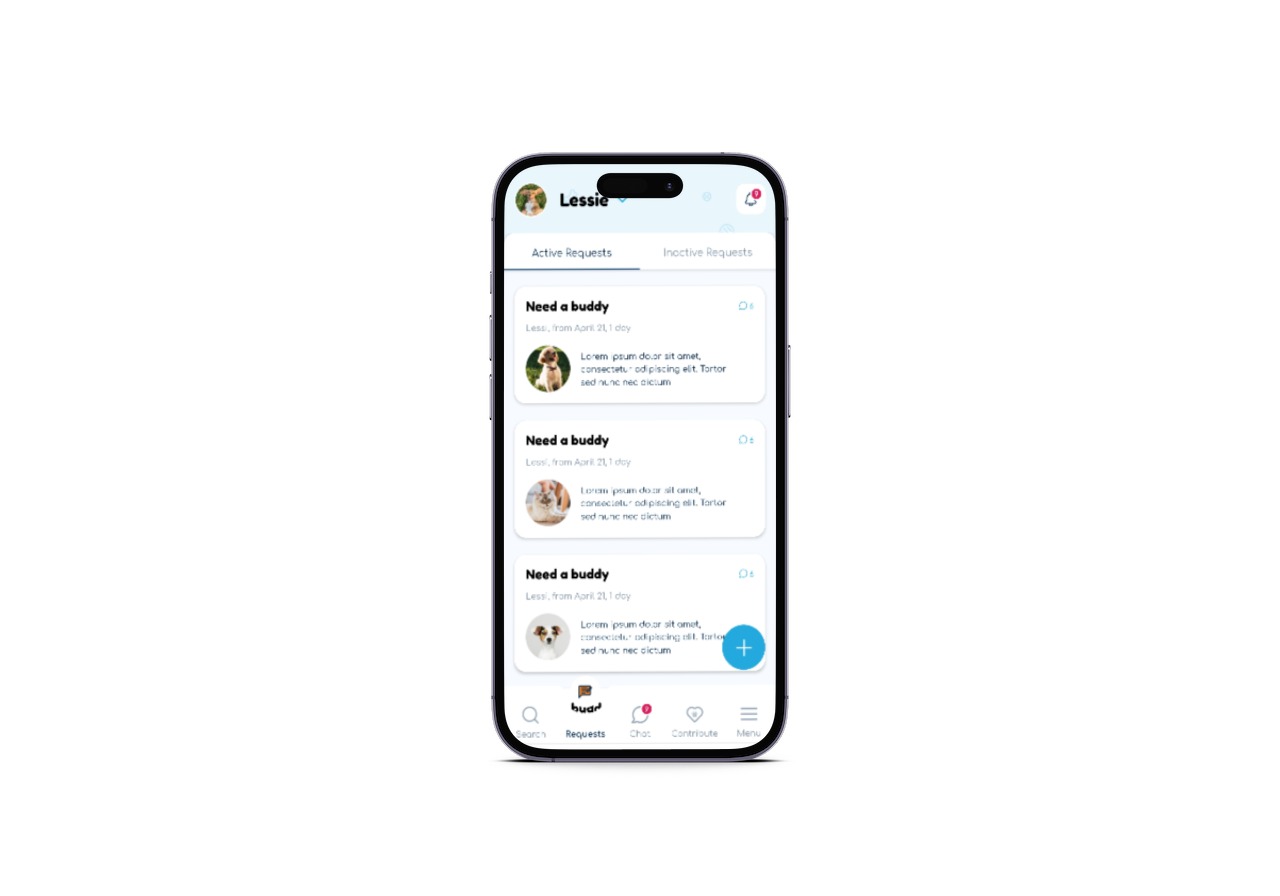 Lessie
Active Requests
Inactive Requests
Need a buddy
6
Lessi, from April 21, 1 day
Lorem ipsum dolor sit amet,
consectetur adipiscing elit. Tortor
sed nunc nec dictum
Need a buddy
6
Lessi, from April 21, 1 day
Lorem ipsum dolor sit amet,
consectetur adipiscing elit. Tortor
sed nunc nec dictum
Need a buddy
6
Lessi, from April 21, 1 day
Lorem ipsum dolor sit amet,
consectetur adipiscing elit. Tortor
sed nunc nec dictum
budd
Search
Requests
Chat
Contribute
Menu